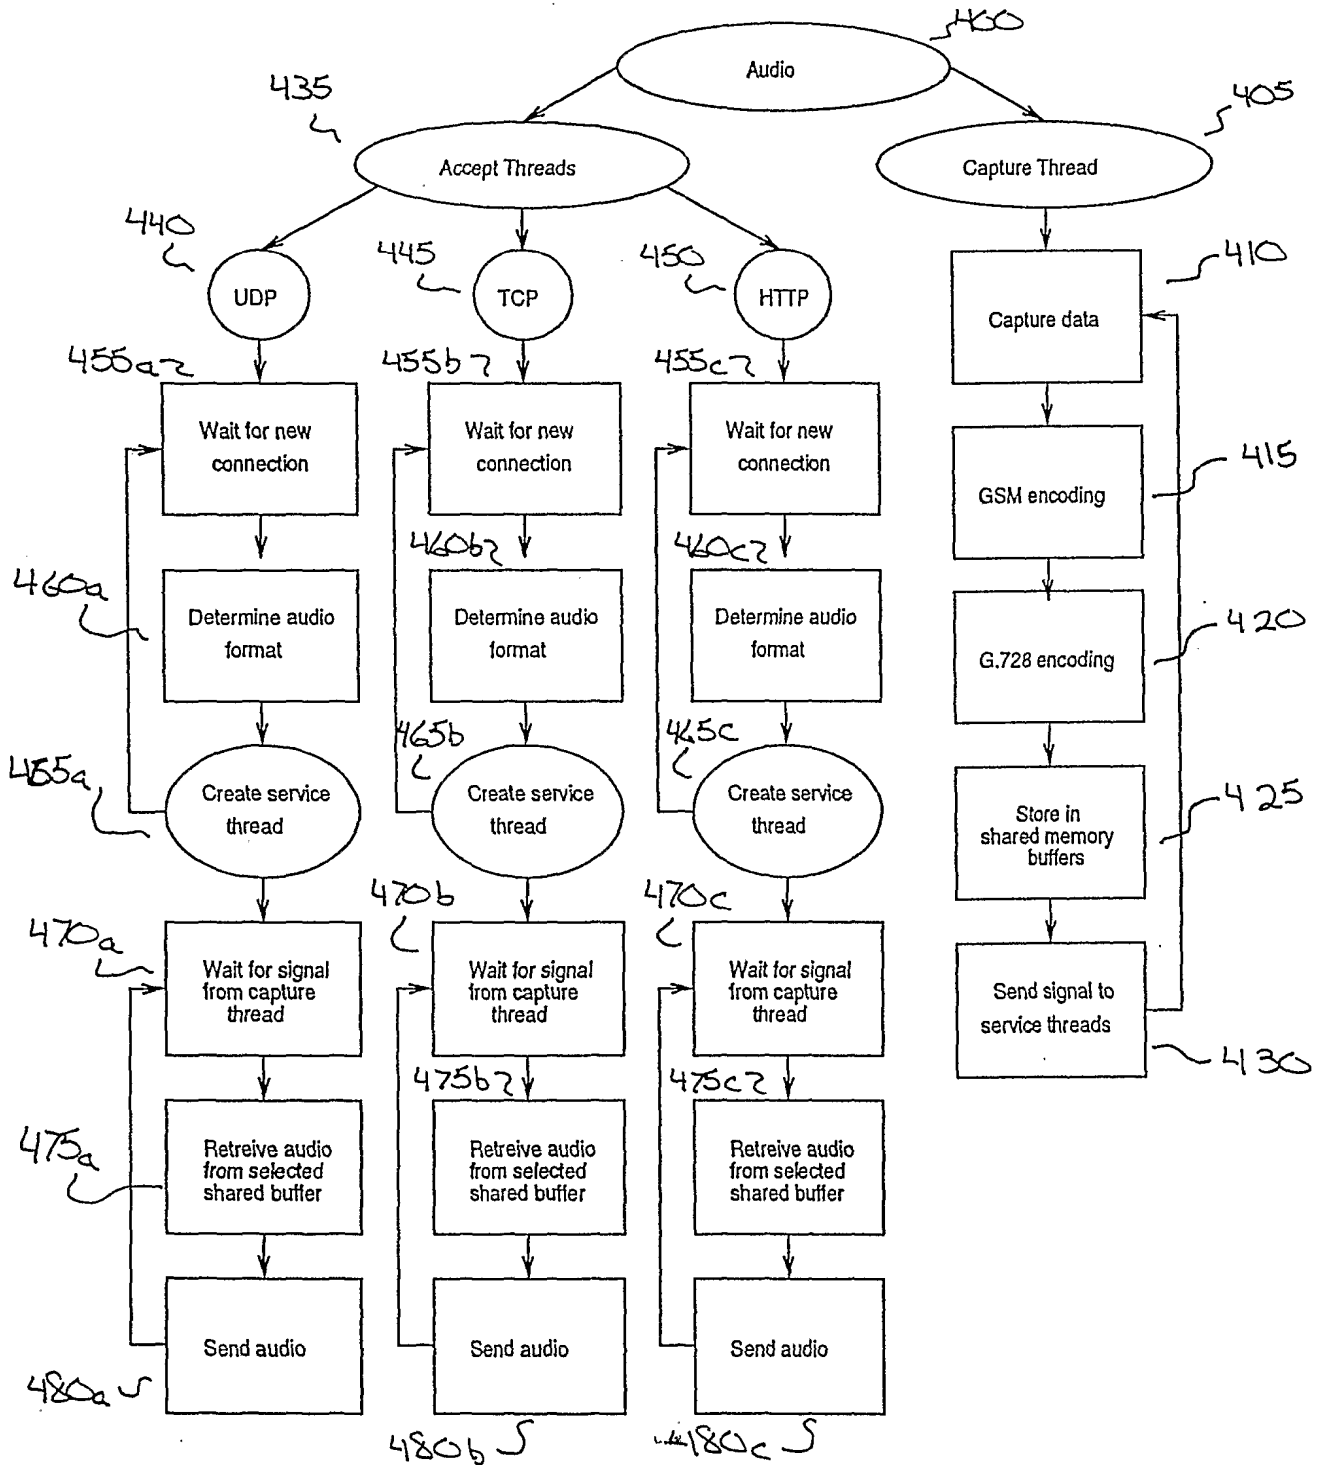 400
Audio
435
405
Accept Threads
Capture Thread
440
445
450
410
UDP
TCP
HTTP
Capture data
455a
455b
455c
Wait for new
connection
Wait for new
connection
Wait for new
connection
415
GSM encoding
460a
460b
460c
Determine audio
format
Determine audio
format
Determine audio
format
420
G.728 encoding
465b
465c
Create service
thread
Create service
thread
Create service
thread
425
Store in
shared memory
buffers
470a
470b
470c
Wait for signal
from capture
thread
Wait for signal
from capture
thread
Wait for signal
from capture
thread
Send signal to
service threads
430
475a
475b
475c
Retreive audio
from selected
shared buffer
Retreive audio
from selected
shared buffer
Retreive audio
from selected
shared buffer
Send audio
Send audio
Send audio
480a
480b
480c